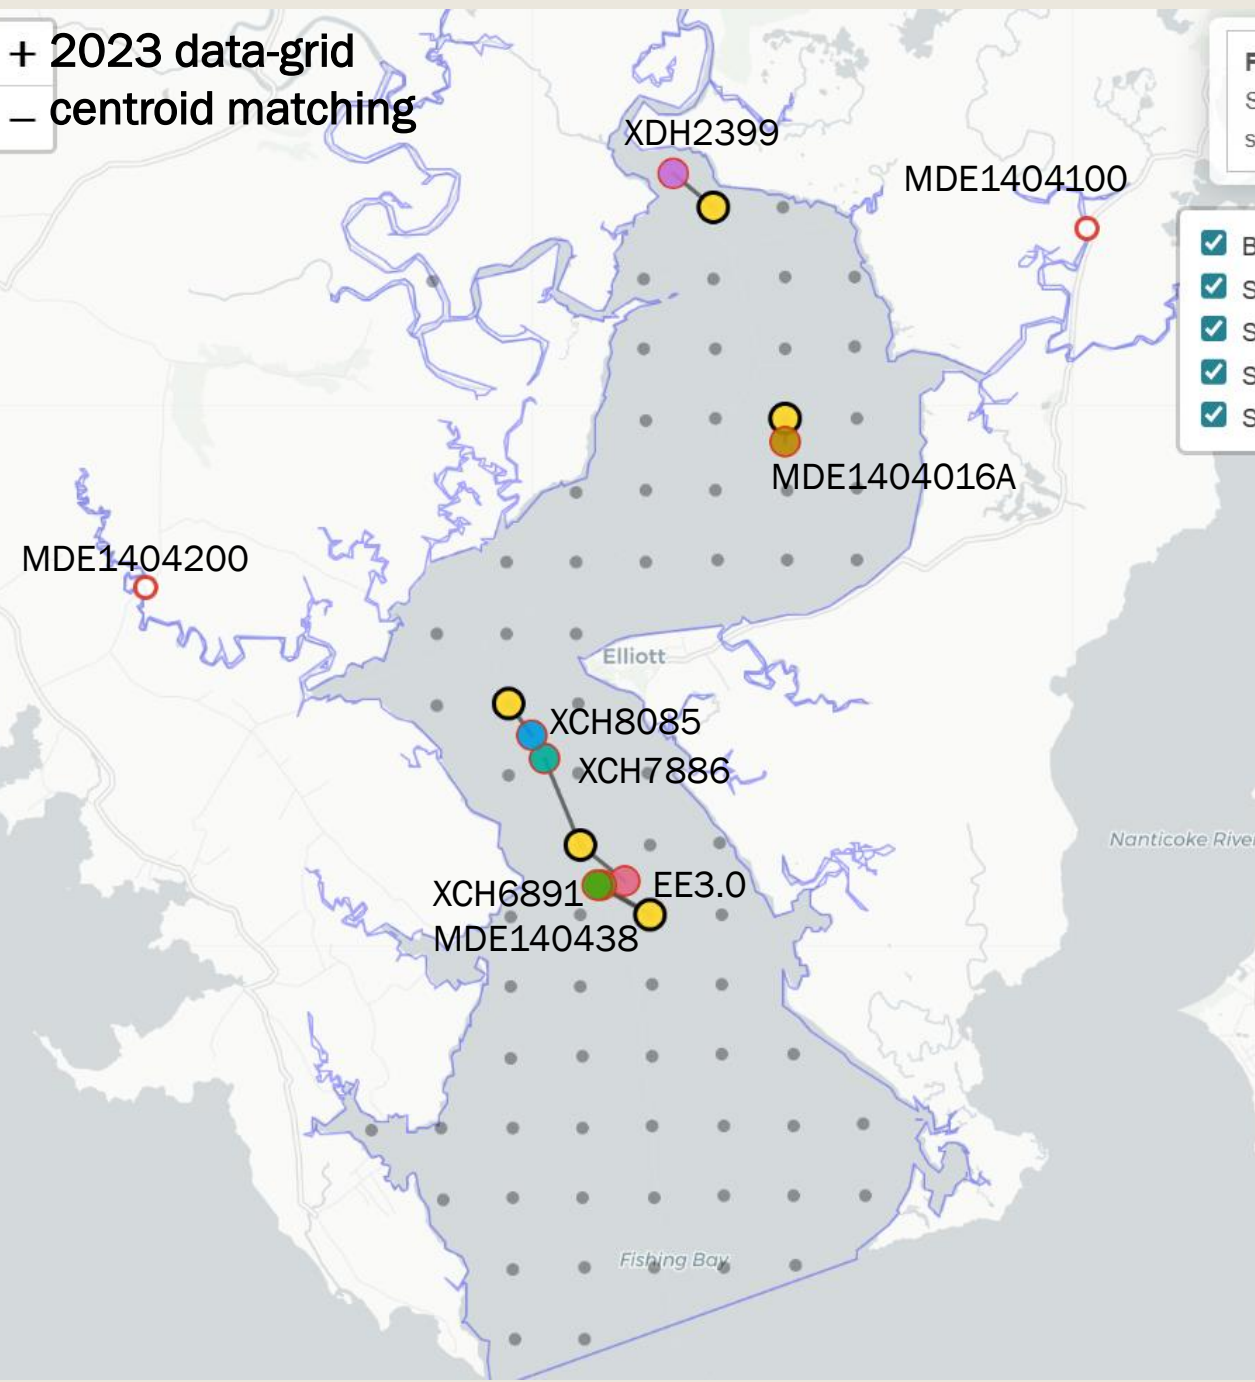 + 2023 data-grid
– centroid matching
XDH2399
MDE1404100
F
S
s
B
S
S
S
S
MDE1404016A
MDE1404200
Elliott
XCH8085
XCH7886
Nanticoke Rive
XCH6891
EE3.0
MDE140438
Fishing Bay